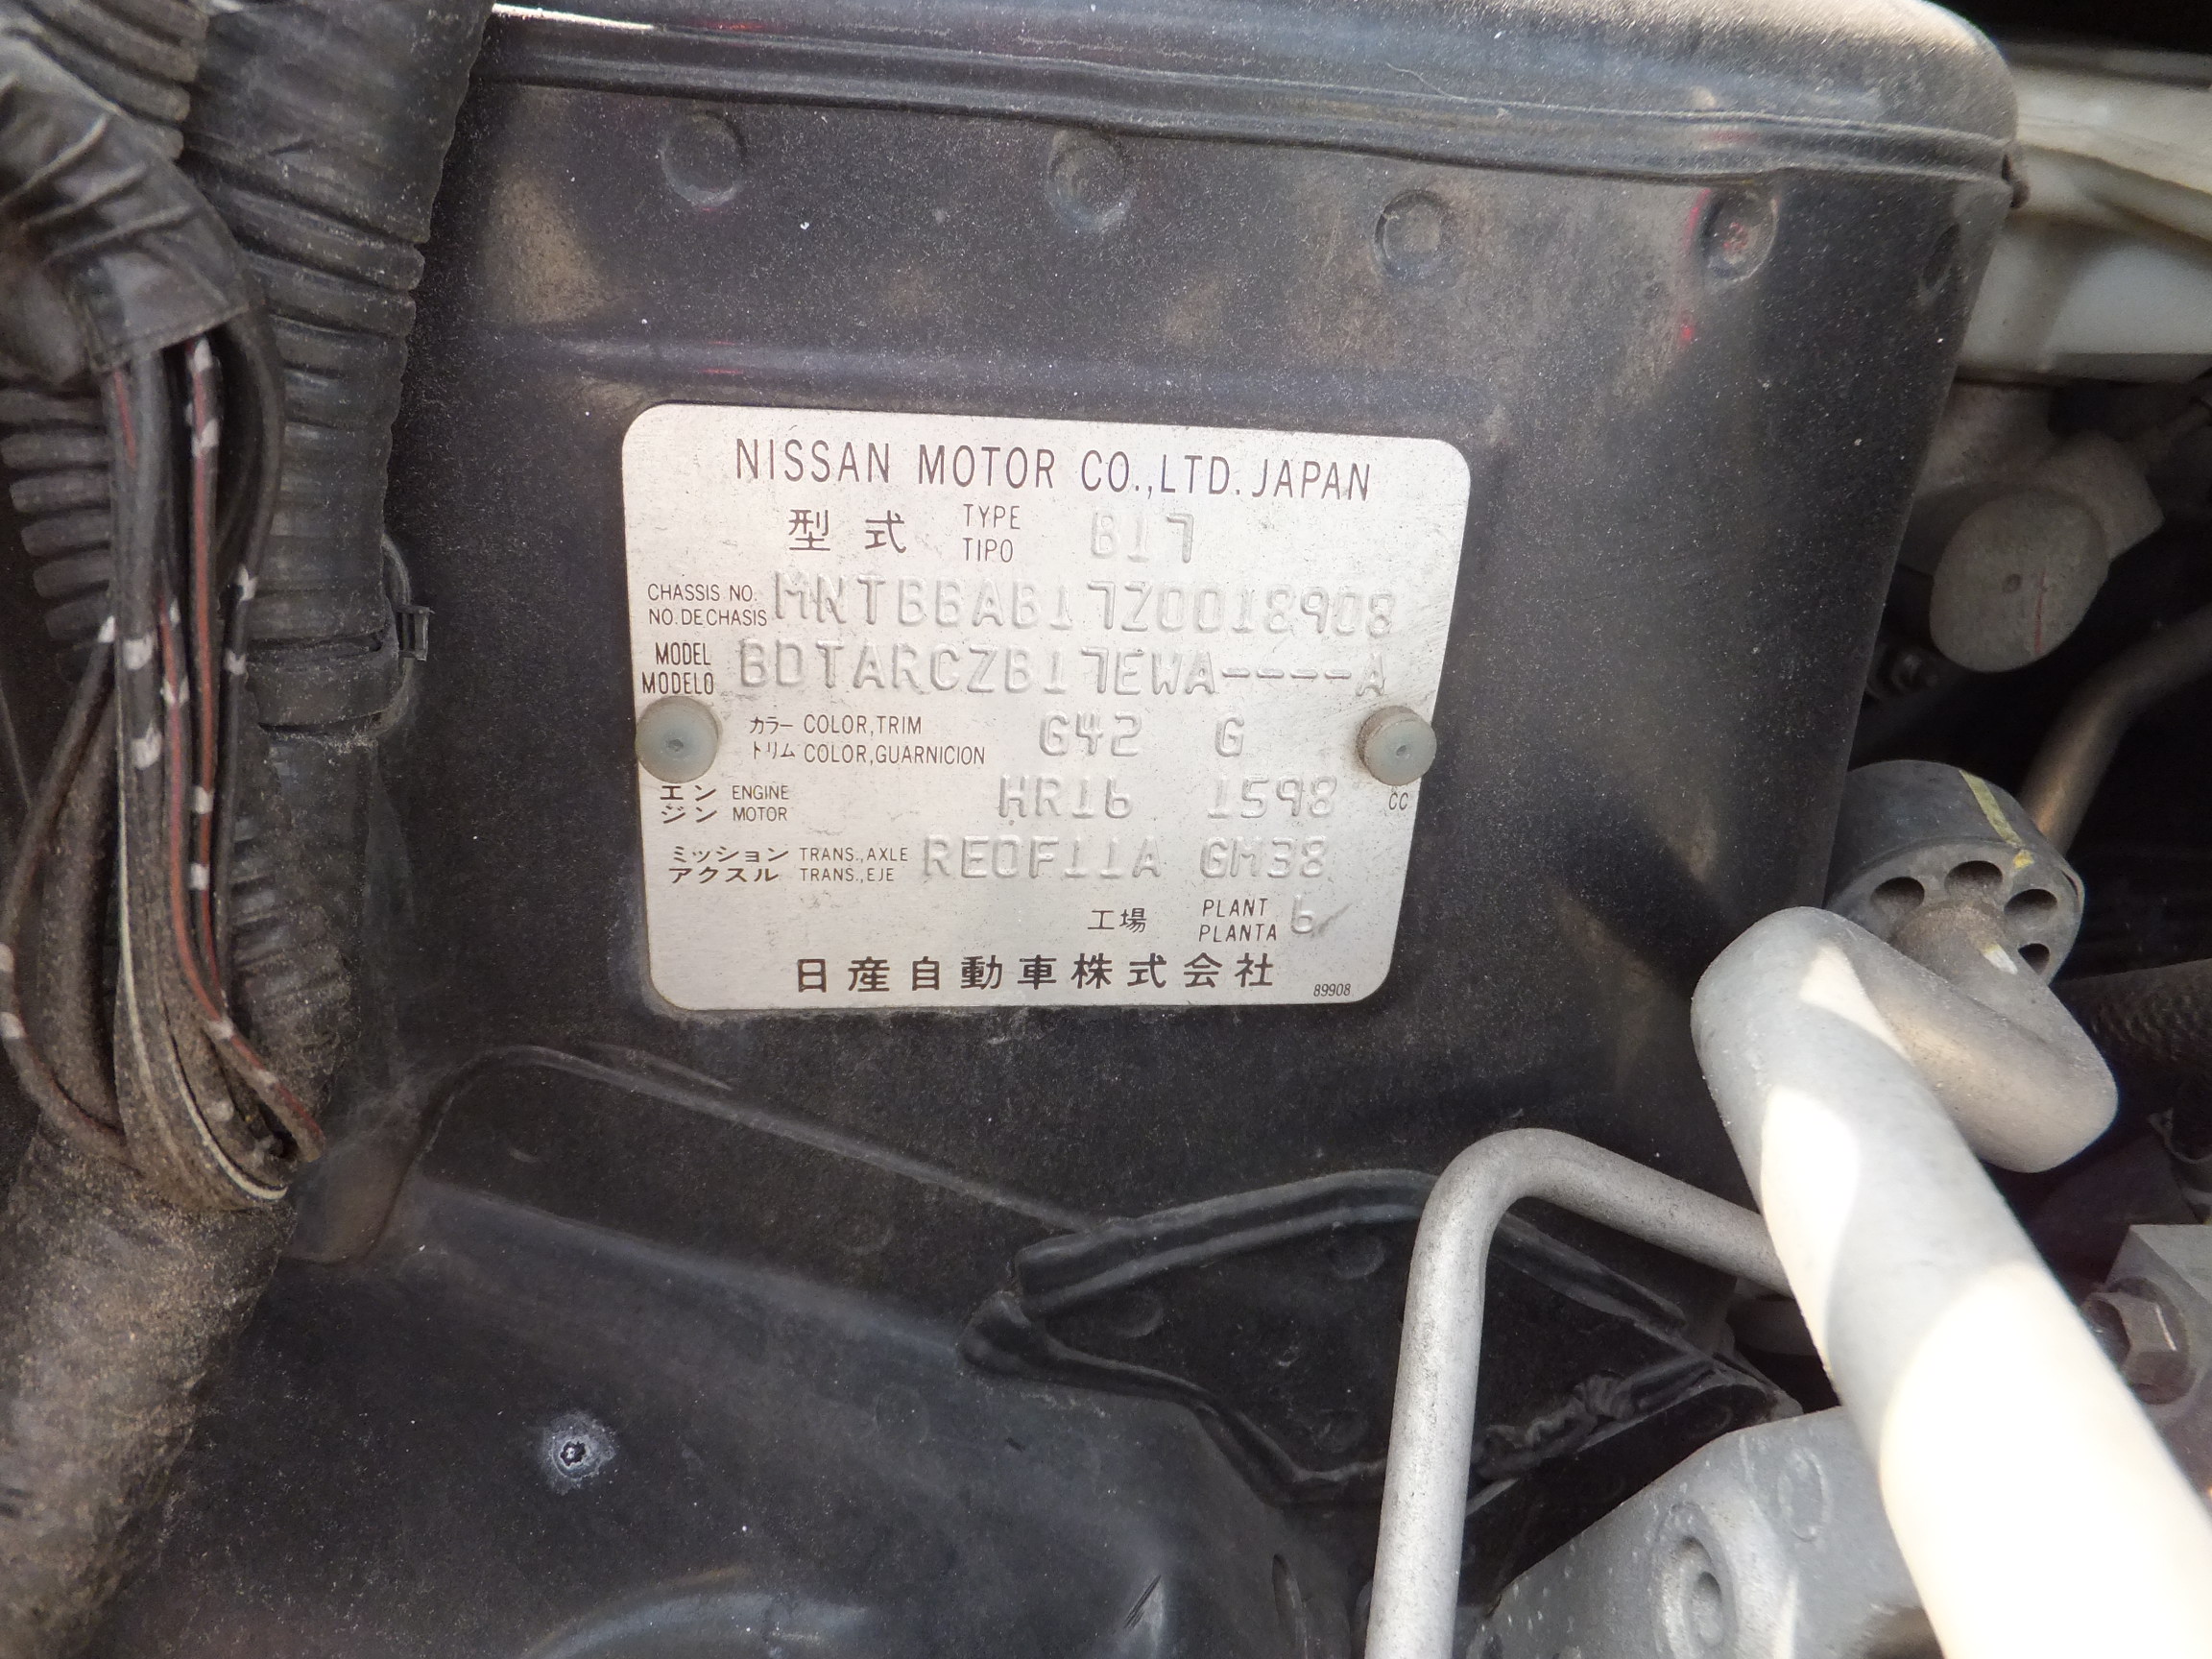 NISSAN MOTOR CO.,LTD. JAPAN
型式 TYPE TIPO B17
CHASSIS NO. NO. DE CHASIS MNTBBAB17Z0018908
MODEL MODELO BDTARCZB17EWA----A
カラー COLOR,TRIM トリム COLOR,GUARNICION G42 G
エンジン ENGINE MOTOR HR16 1598 CC
ミッション TRANS.,AXLE アクスル TRANS.,EJE RE0F11A GM38
工場 PLANT PLANTA 6
日産自動車株式会社 89908